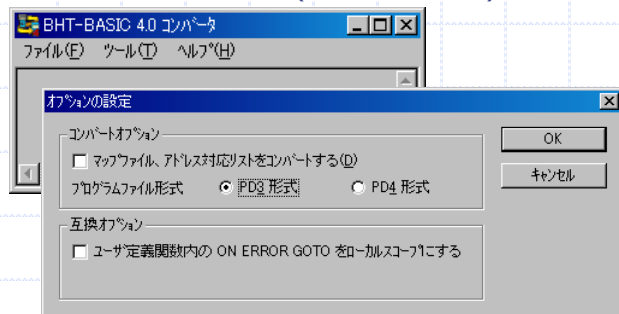 BHT-BASIC 4.0 コンバータ
ファイル(F) ツール(T) ヘルプ(H)
オプションの設定
コンバートオプション
マップファイル、アドレス対応リストをコンバートする(D)
プログラムファイル形式 PD3 形式 PD4 形式
OK
キャンセル
互換オプション
ユーザ定義関数内の ON ERROR GOTO をローカルスコープにする